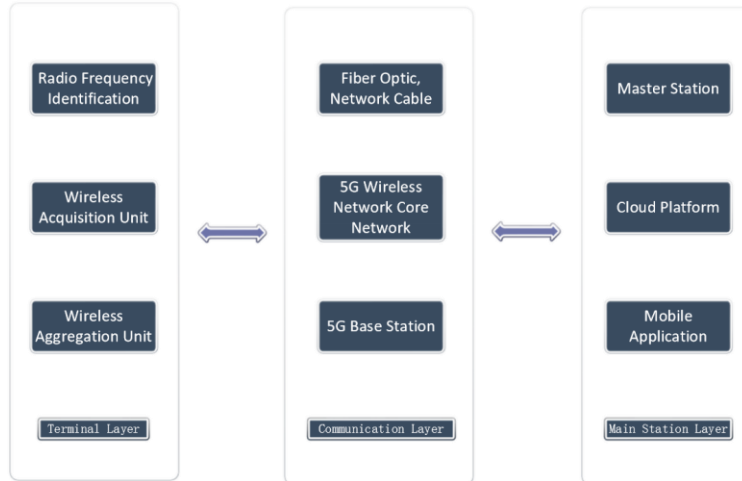 Radio Frequency
Identification
Wireless
Acquisition Unit
Wireless
Aggregation Unit
Terminal Layer
Fiber Optic,
Network Cable
5G Wireless
Network Core
Network
5G Base Station
Communication Layer
Master Station
Cloud Platform
Mobile
Application
Main Station Layer